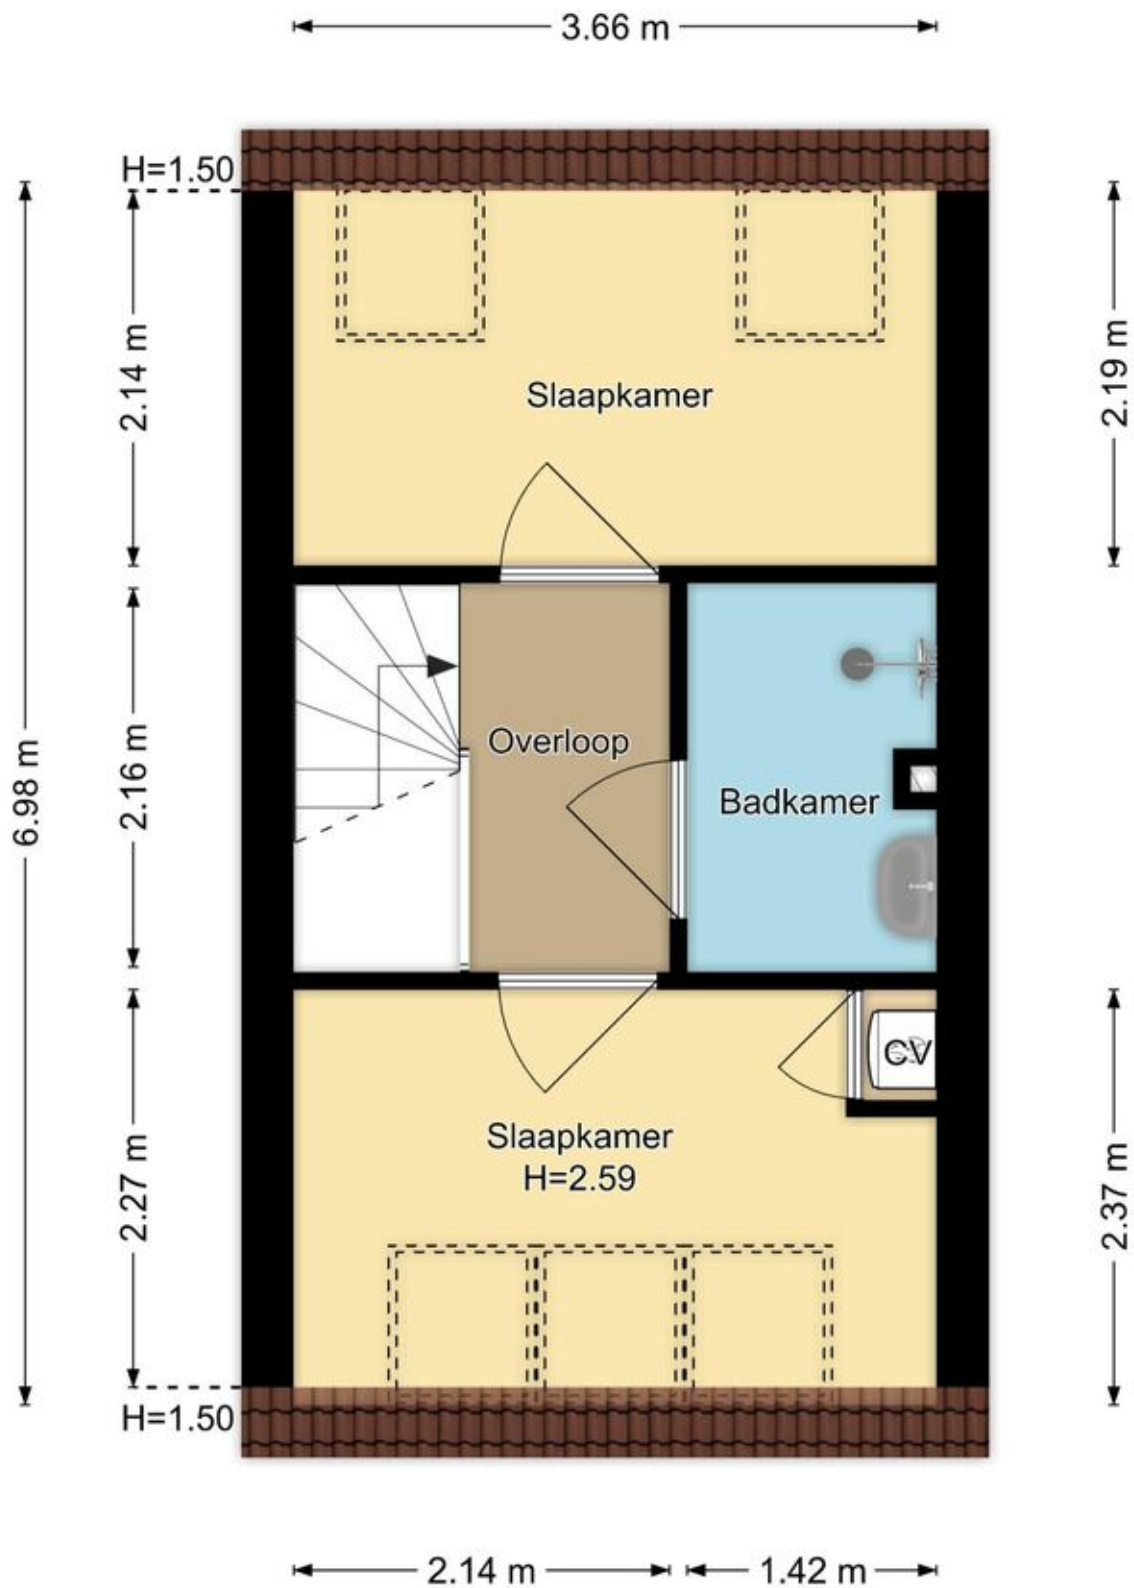 3.66 m
H=1.50
2.14 m
2.19 m
Slaapkamer
6.98 m
2.16 m
Overloop
Badkamer
CV
Slaapkamer
H=2.59
2.27 m
2.37 m
H=1.50
2.14 m
1.42 m